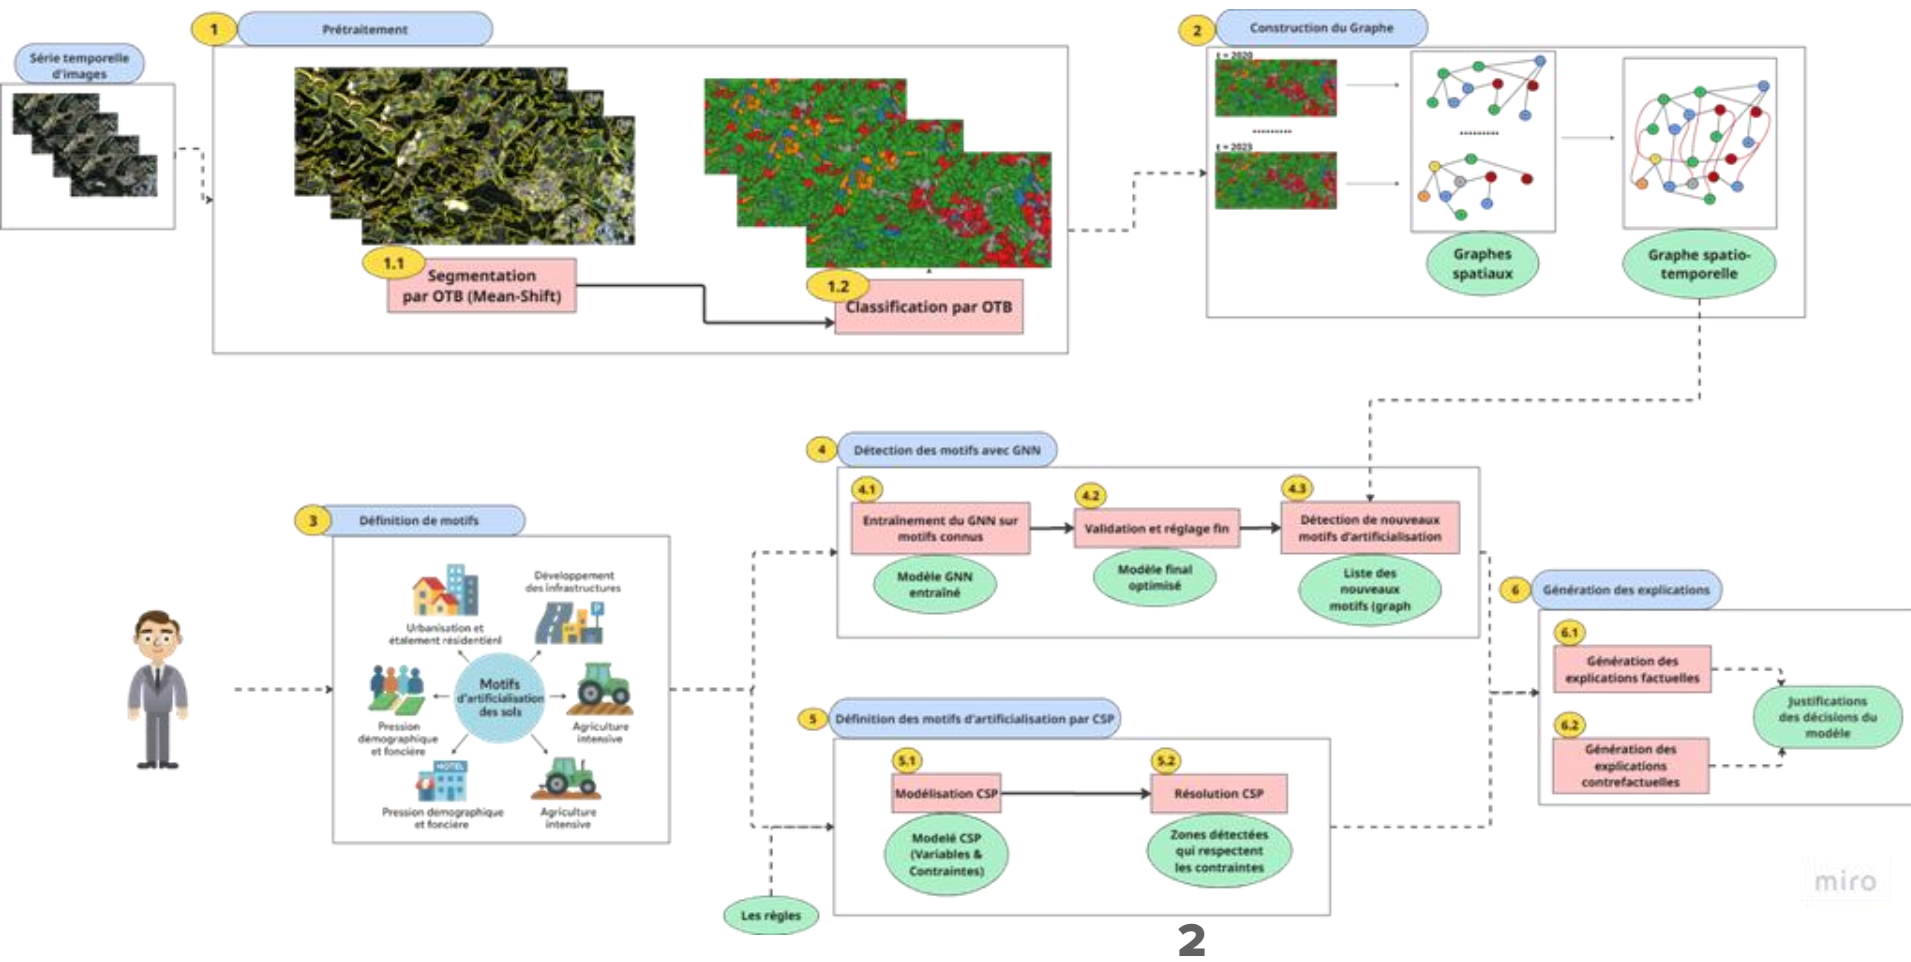 Série temporelle
d'images
1
Prétraitement
1.1
Segmentation
par OTB (Mean-Shift)
1.2
Classification par OTB
2
Construction du Graphe
t = 2020
..........
t = 2023
..........
Graphes
spatiaux
Graphe spatio-
temporelle
3
Définition de motifs
Urbanisation et
étalement résidentienl
Développement
des infrastructures
Motifs
d'artificialisation
des sols
Pression
démographique
et foncière
Agriculture
intensive
HOTEL
Pression démographique
et foncière
Agriculture
intensive
4
Détection des motifs avec GNN
4.1
Entraînement du GNN sur
motifs connus
Modèle GNN
entraîné
4.2
Validation et réglage fin
Modèle final
optimisé
4.3
Détection de nouveaux
motifs d'artificialisation
Liste des
nouveaux
motifs (graph
5
Définition des motifs d'artificialisation par CSP
5.1
Modélisation CSP
Modelé CSP
(Variables &
Contraintes)
5.2
Résolution CSP
Zones détectées
qui respectent
les contraintes
Les règles
6
Génération des explications
6.1
Génération des
explications factuelles
6.2
Génération des
explications
contrefactuelles
Justifications
des décisions du
modèle
miro
2